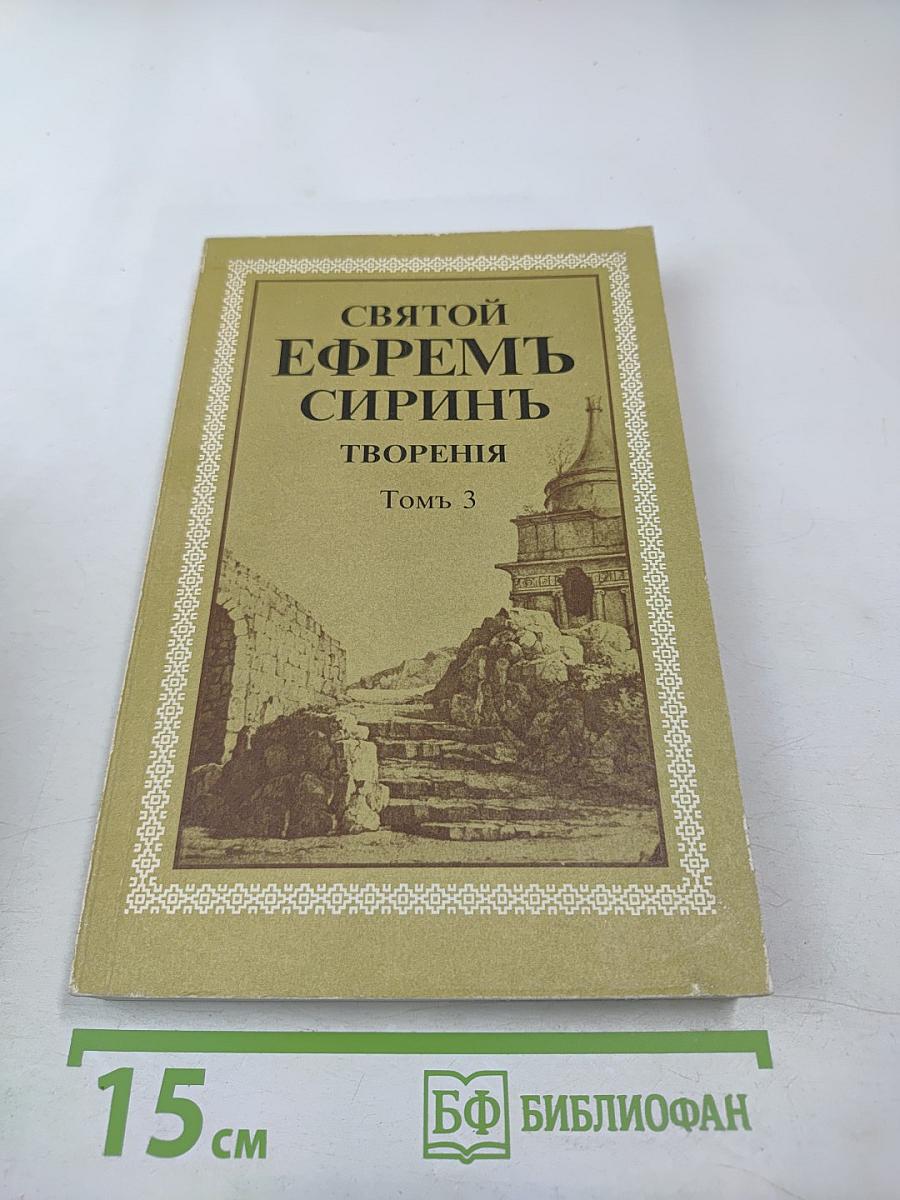 СВЯТОЙ
ЕФРЕМЪ
СИРИНЪ
ТВОРЕНІЯ
Томъ 3
15 см
БФ БИБЛИОФАН